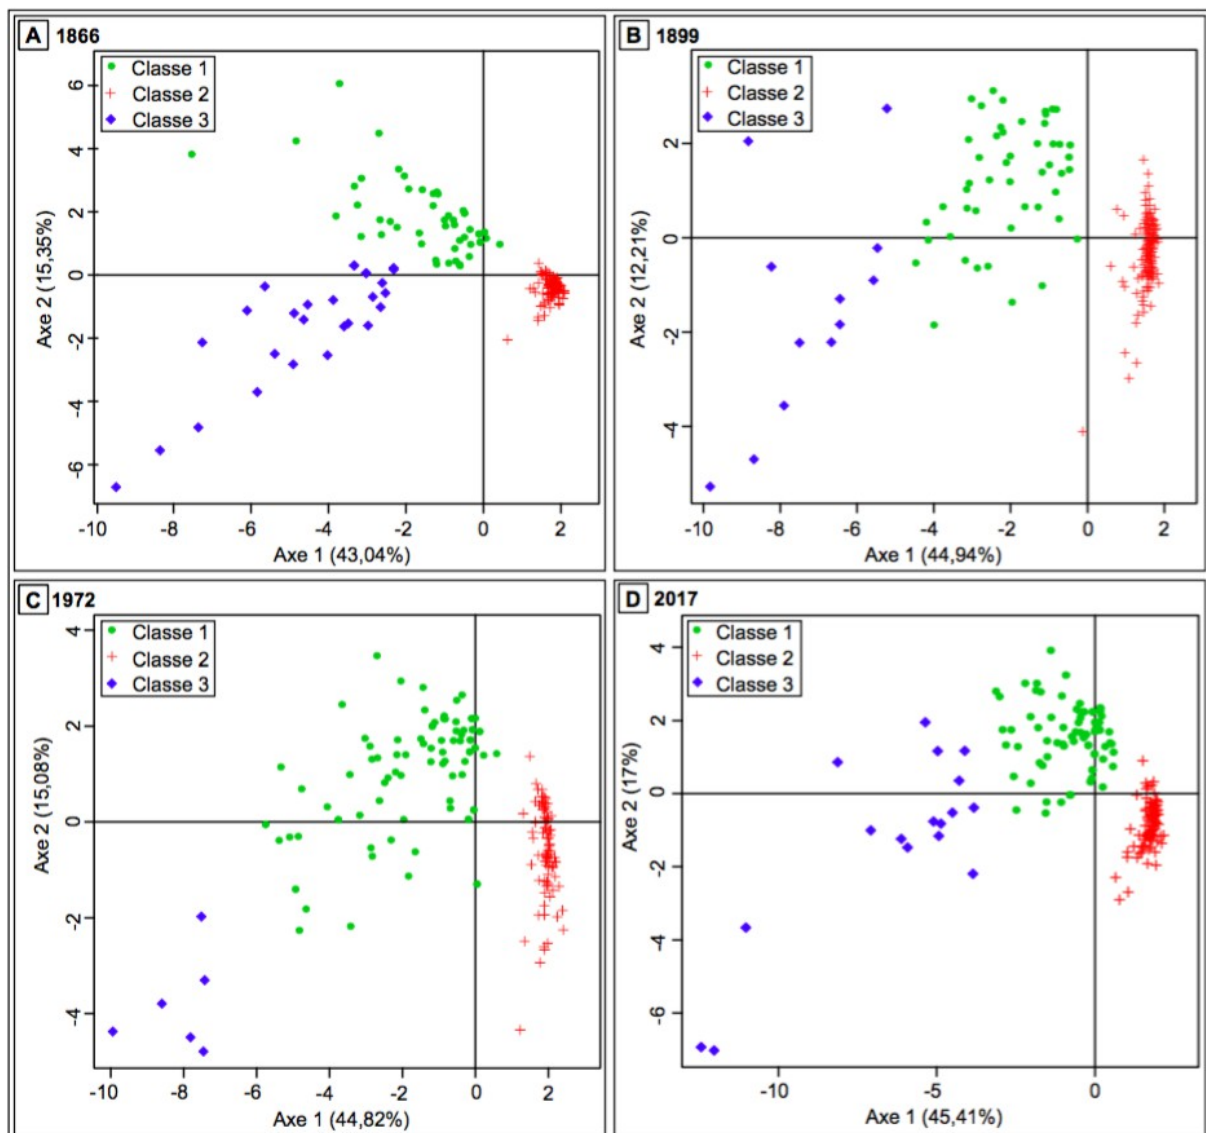 A 1866
Classe 1
Classe 2
Classe 3
6
4
2
0
-2
-4
-6
Axe 2 (15,35%)
-10 -8 -6 -4 -2 0 2
Axe 1 (43,04%)
B 1899
Classe 1
Classe 2
Classe 3
2
0
-2
-4
Axe 2 (12,21%)
-10 -8 -6 -4 -2 0 2
Axe 1 (44,94%)
C 1972
Classe 1
Classe 2
Classe 3
4
2
0
-2
-4
Axe 2 (15,08%)
-10 -8 -6 -4 -2 0 2
Axe 1 (44,82%)
D 2017
Classe 1
Classe 2
Classe 3
4
2
0
-2
-4
-6
Axe 2 (17%)
-10 -5 0
Axe 1 (45,41%)